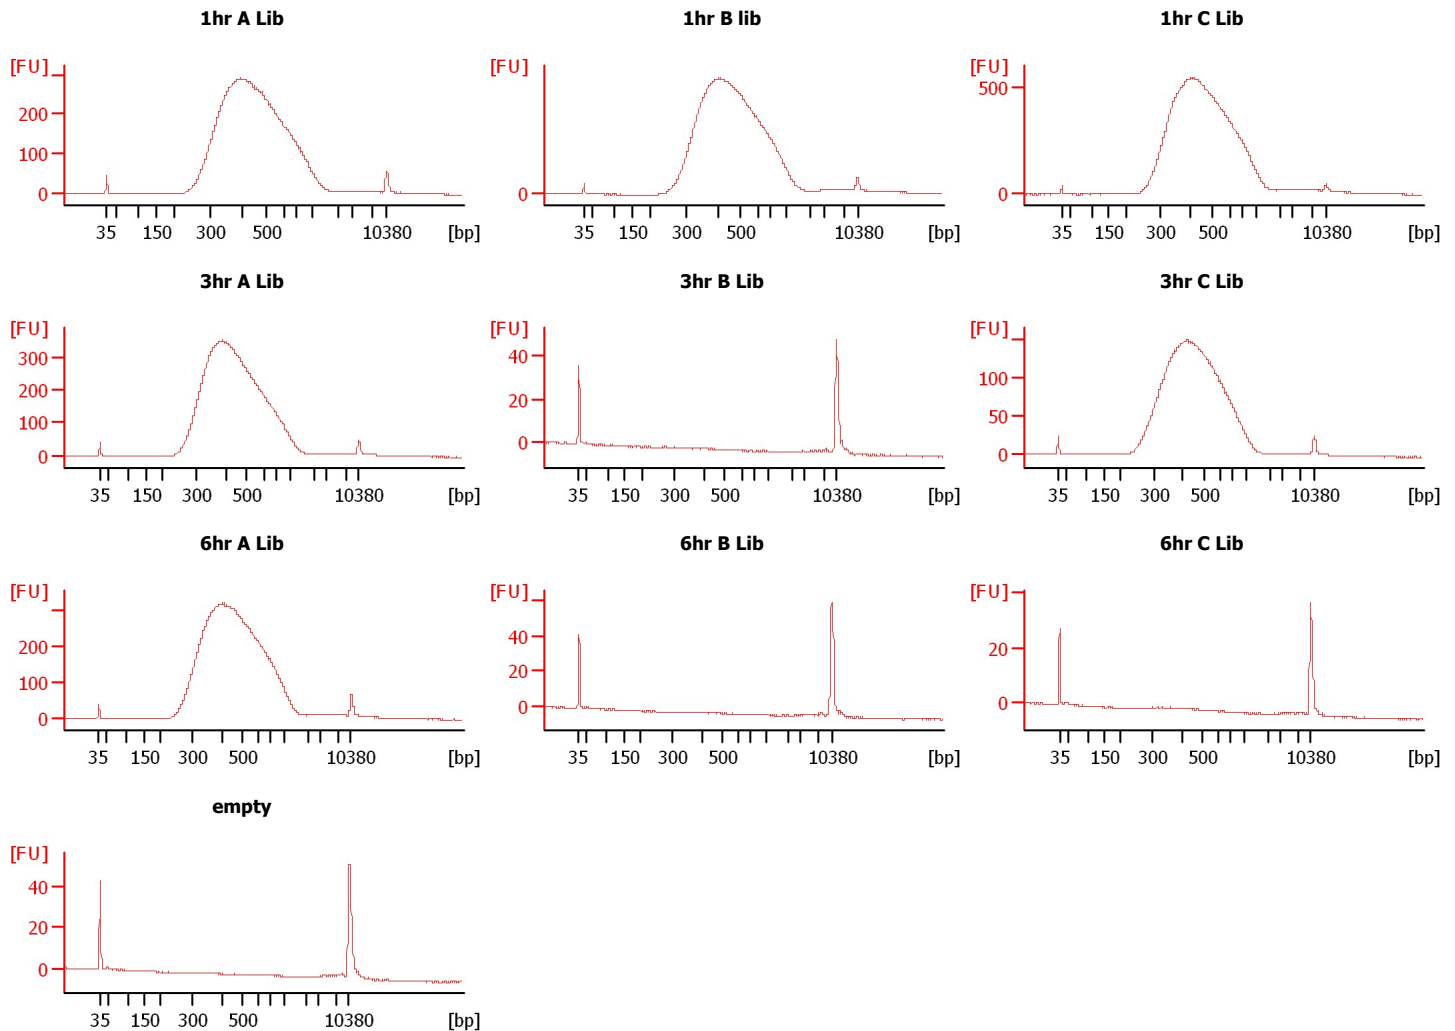 1hr A Lib
[FU]
200
100
0
35 150 300 500 10380 [bp]
1hr B lib
[FU]
0
35 150 300 500 10380 [bp]
1hr C Lib
[FU]
500
0
35 150 300 500 10380 [bp]
3hr A Lib
[FU]
300
200
100
0
35 150 300 500 10380 [bp]
3hr B Lib
[FU]
40
20
0
35 150 300 500 10380 [bp]
3hr C Lib
[FU]
100
50
0
35 150 300 500 10380 [bp]
6hr A Lib
[FU]
200
100
0
35 150 300 500 10380 [bp]
6hr B Lib
[FU]
40
20
0
35 150 300 500 10380 [bp]
6hr C Lib
[FU]
20
0
35 150 300 500 10380 [bp]
empty
[FU]
40
20
0
35 150 300 500 10380 [bp]